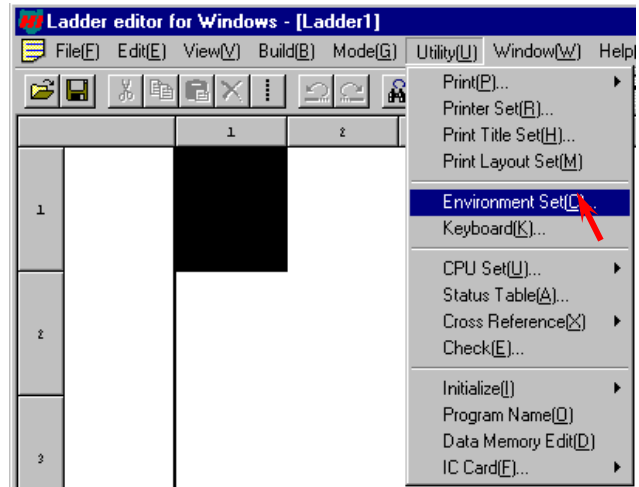 Ladder editor for Windows - [Ladder1]
File(F) Edit(E) View(V) Build(B) Mode(G) Utility(U) Window(W) Help
1 2
Print(P)...
Printer Set(R)...
Print Title Set(H)...
Print Layout Set(M)
1
Environment Set(O)...
Keyboard(K)...
CPU Set(U)...
Status Table(A)...
2
Cross Reference(X)
Check(E)...
Initialize(I)
Program Name(O)
Data Memory Edit(D)
3
IC Card(F)...